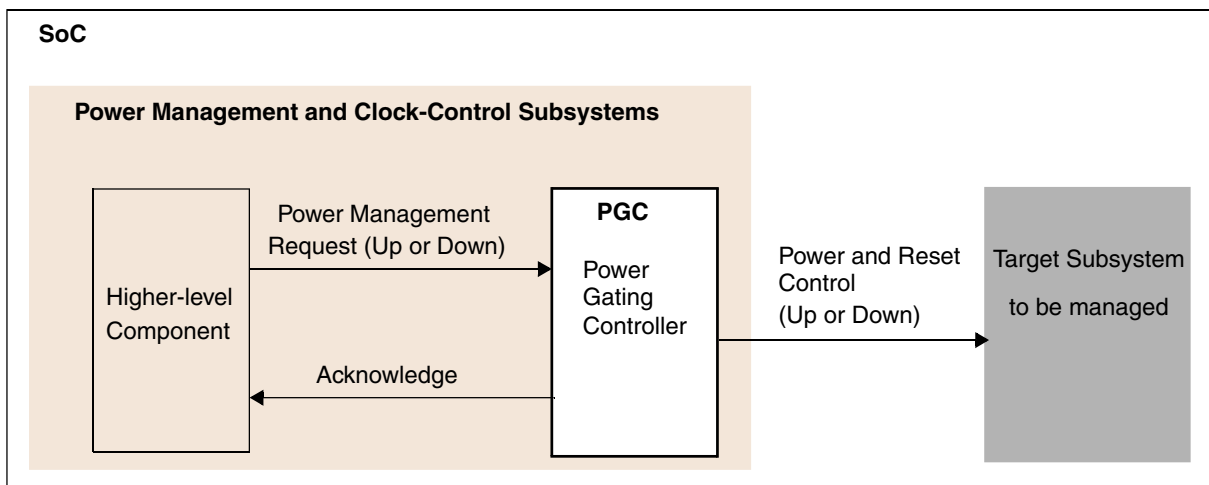 SoC
Power Management and Clock-Control Subsystems
Higher-level
Component
Power Management
Request (Up or Down)
Acknowledge
PGC
Power
Gating
Controller
Power and Reset
Control
(Up or Down)
Target Subsystem
to be managed